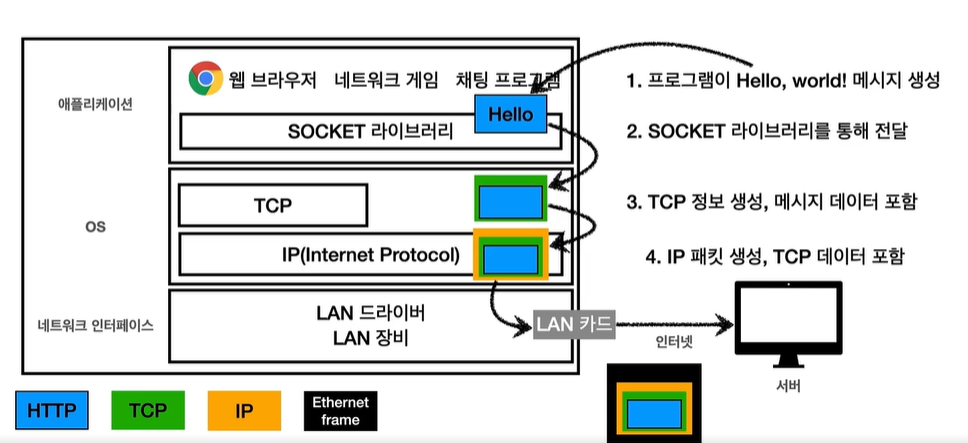 애플리케이션
웹 브라우저 네트워크 게임 채팅 프로그램
Hello
SOCKET 라이브러리
1. 프로그램이 Hello, world! 메시지 생성
2. SOCKET 라이브러리를 통해 전달
OS
TCP
3. TCP 정보 생성, 메시지 데이터 포함
IP(Internet Protocol)
4. IP 패킷 생성, TCP 데이터 포함
네트워크 인터페이스
LAN 드라이버
LAN 장비
LAN 카드
인터넷
서버
HTTP
TCP
IP
Ethernet
frame